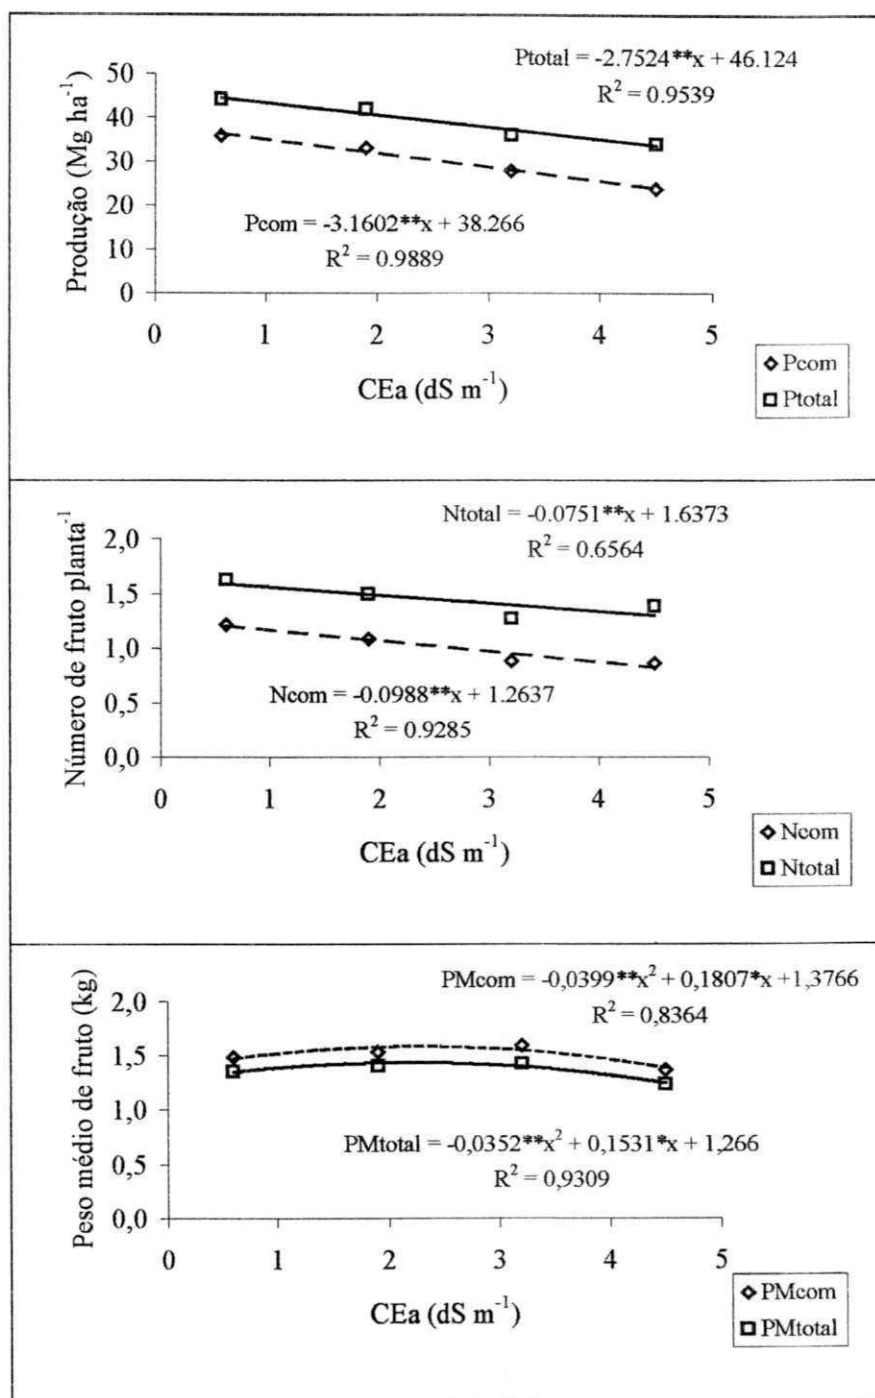 Ptotal = -2.7524**x + 46.124
R² = 0.9539
Produção (Mg ha⁻¹)
50
40
30
20
10
0
Pcom = -3.1602**x + 38.266
R² = 0.9889
0 1 2 3 4 5
CEa (dS m⁻¹)
Pcom
Ptotal
Ntotal = -0.0751**x + 1.6373
R² = 0.6564
Número de fruto planta⁻¹
2,0
1,5
1,0
0,5
0,0
Ncom = -0.0988**x + 1.2637
R² = 0.9285
0 1 2 3 4 5
CEa (dS m⁻¹)
Ncom
Ntotal
PMcom = -0,0399**x² + 0,1807*x +1,3766
R² = 0,8364
Peso médio de fruto (kg)
2,0
1,5
1,0
0,5
0,0
PMtotal = -0,0352**x² + 0,1531*x + 1,266
R² = 0,9309
0 1 2 3 4 5
CEa (dS m⁻¹)
PMcom
PMtotal